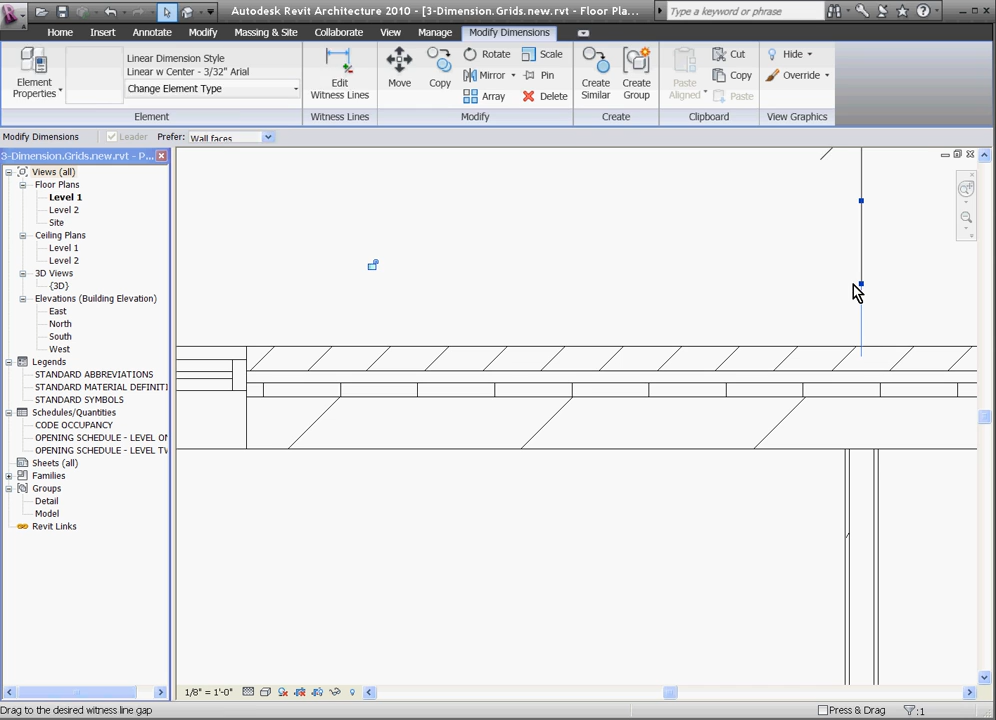 Autodesk Revit Architecture 2010 - [3-Dimension.Grids.new.rvt - Floor Pla...
Type a keyword or phrase
Home Insert Annotate Modify Massing & Site Collaborate View Manage Modify Dimensions
Element Properties
Linear Dimension Style
Linear w Center - 3/32" Arial
Change Element Type
Element
Edit Witness Lines
Witness Lines
Move
Copy
Rotate
Mirror
Array
Scale
Pin
Delete
Modify
Create Similar
Create Group
Create
Paste Aligned
Cut
Copy
Paste
Clipboard
Hide
Override
View Graphics
Modify Dimensions Leader Prefer: Wall faces
3-Dimension.Grids.new.rvt - P...
Views (all)
Floor Plans
Level 1
Level 2
Site
Ceiling Plans
Level 1
Level 2
3D Views
{3D}
Elevations (Building Elevation)
East
North
South
West
Legends
STANDARD ABBREVIATIONS
STANDARD MATERIAL DEFINITI
STANDARD SYMBOLS
Schedules/Quantities
CODE OCCUPANCY
OPENING SCHEDULE - LEVEL ON
OPENING SCHEDULE - LEVEL TV
Sheets (all)
Families
Groups
Detail
Model
Revit Links
1/8" = 1'-0"
Drag to the desired witness line gap
Press & Drag
:1